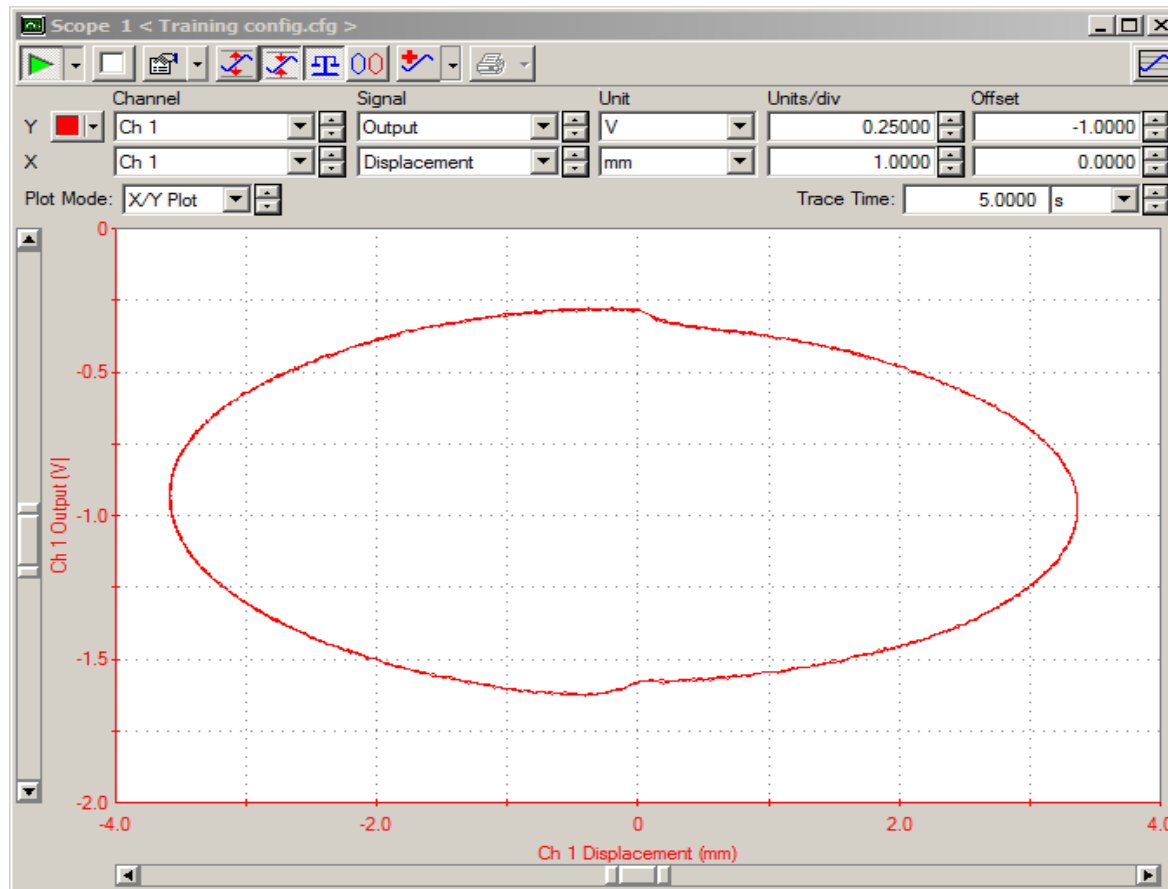 Scope 1 < Training config.cfg >
Channel Signal Unit Units/div Offset
Y Ch 1 Output V 0.25000 -1.0000
X Ch 1 Displacement mm 1.0000 0.0000
Plot Mode: X/Y Plot Trace Time: 5.0000 s
0
-0.5
-1.0
-1.5
-2.0
Ch 1 Output (V)
-4.0 -2.0 0 2.0 4.0
Ch 1 Displacement (mm)